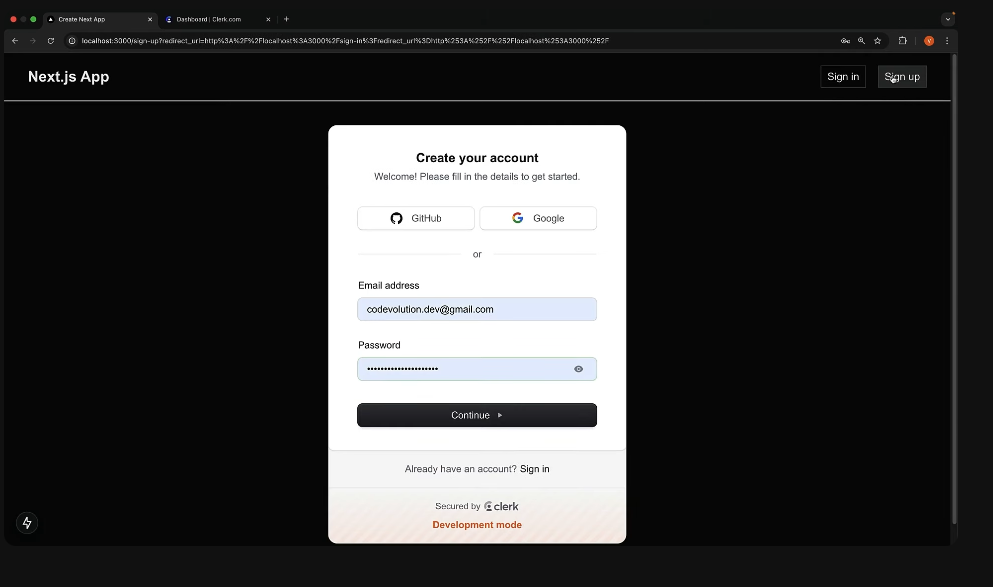 Create Next App
Dashboard | Clerk.com
localhost:3000/sign-up?redirect_url=http%3A%2F%2Flocalhost%3A3000%2Fsign-in%3Fredirect_url%3Dhttp%253A%252F%252Flocalhost%253A3000%252F
V
Next.js App
Sign in
Sign up
Create your account
Welcome! Please fill in the details to get started.
GitHub
Google
or
Email address
codevolution.dev@gmail.com
Password
•••••••••••••••••••••
Continue
Already have an account? Sign in
Secured by clerk
Development mode